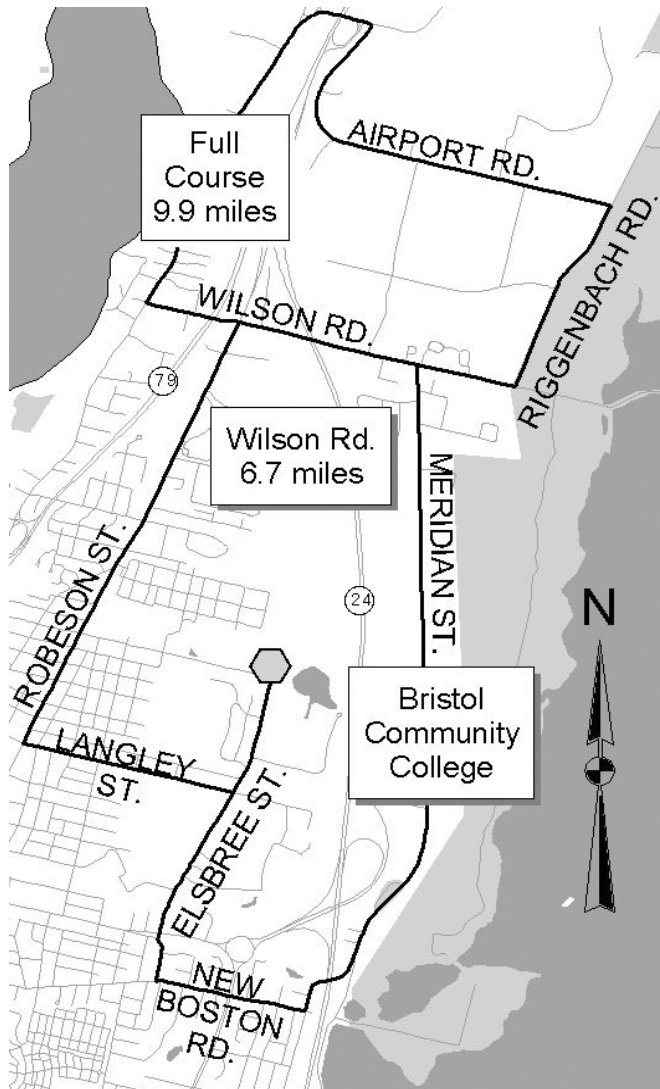 AIRPORT RD.
Full
Course
9.9 miles
RIGGENBACH RD.
WILSON RD.
79
Wilson Rd.
6.7 miles
MERIDIAN ST.
ROBESON ST.
24
N
Bristol
Community
College
LANGLEY
ST.
ELSBREE ST.
NEW
BOSTON
RD.